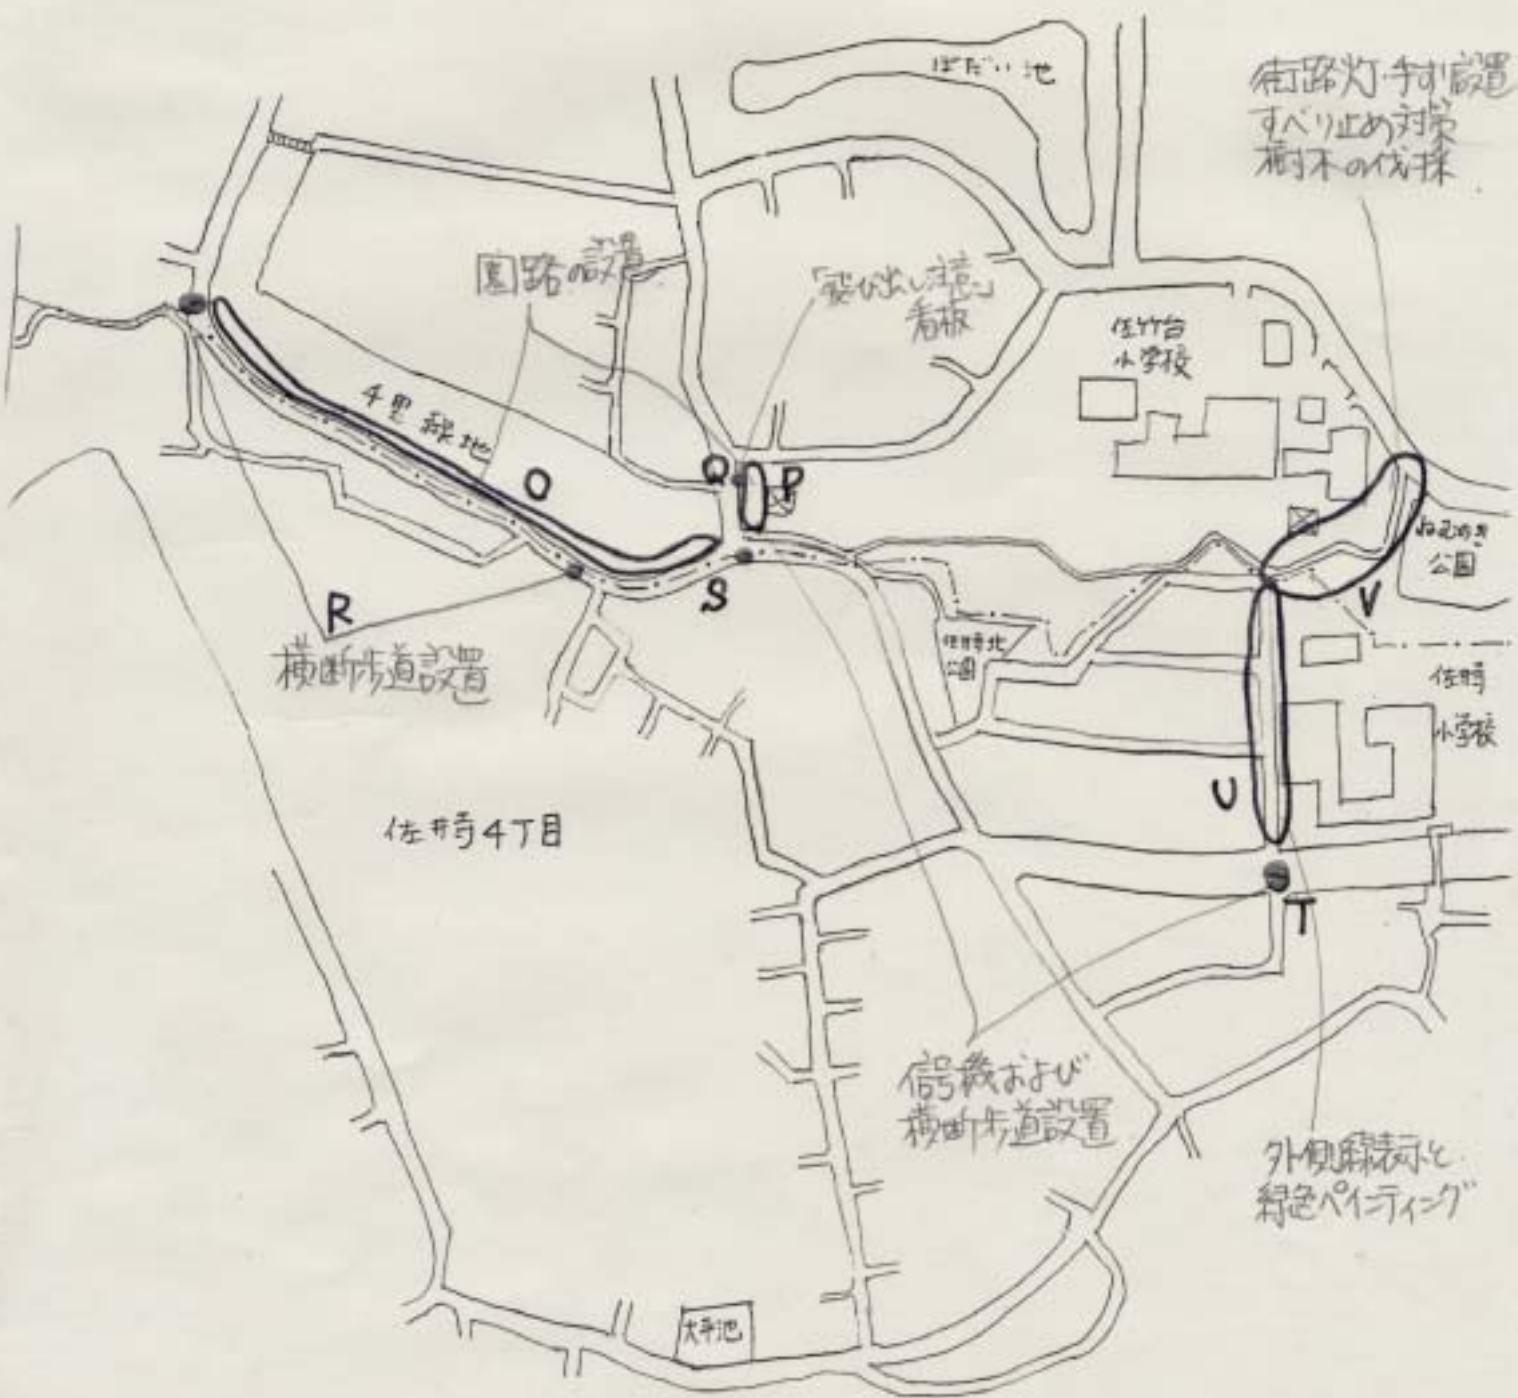 ぼだい池
街路灯・手すり設置
すべり止め対策
樹木の伐採
園路の設置
「飛び出し注意」
看板
佐竹台
小学校
千里緑地
O
Q
P
公園
V
R
S
横断歩道設置
佐井寺北
公園
佐井寺
小学校
U
佐井寺4丁目
T
信号機および
横断歩道設置
外側線表示と
緑色ペインティング
大平池